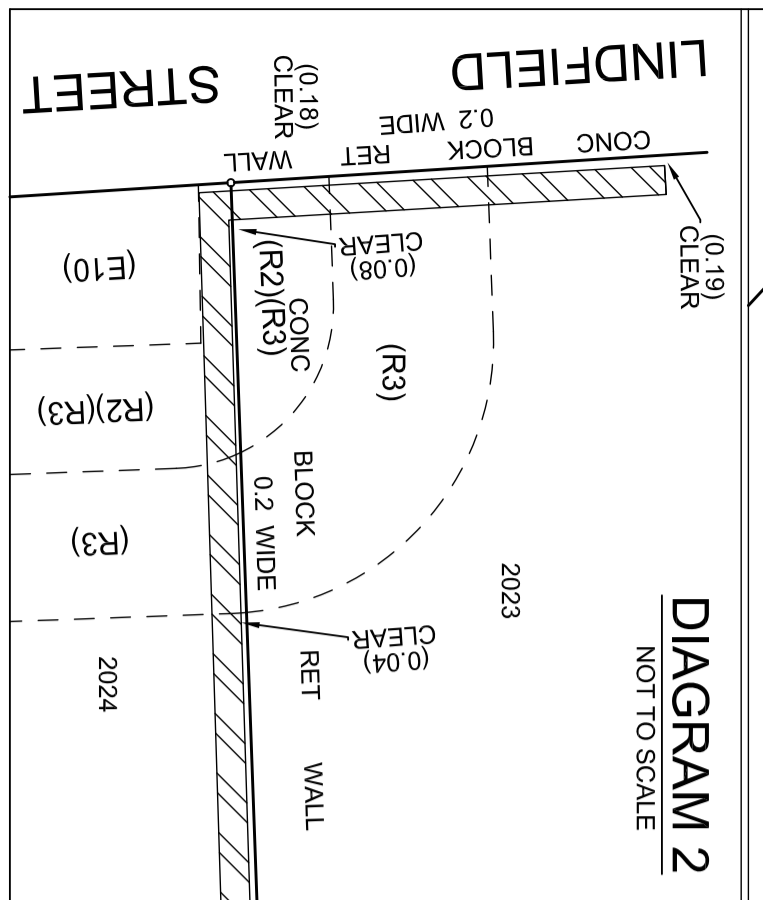 DIAGRAM 2
NOT TO SCALE
LINDFIELD STREET
CONC BLOCK RET WALL
0.2 WIDE
(0.18)
CLEAR
(0.19)
CLEAR
(0.08)
CLEAR
(E10)
(R2)(R3)
(R3)
(R2)(R3)
(R3)
CONC BLOCK RET WALL
0.2 WIDE
(0.04)
CLEAR
2023
2024